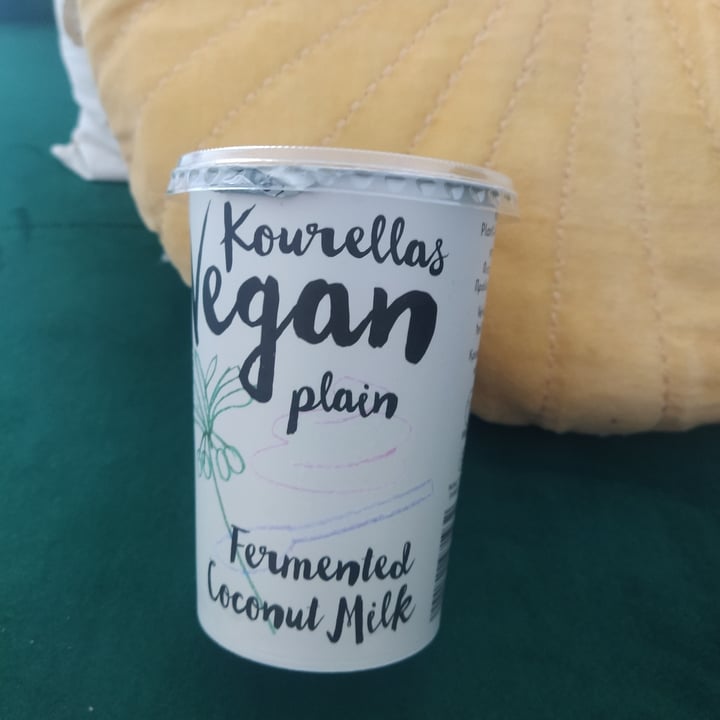 Kourellas
Vegan
plain
Fermented
Coconut Milk